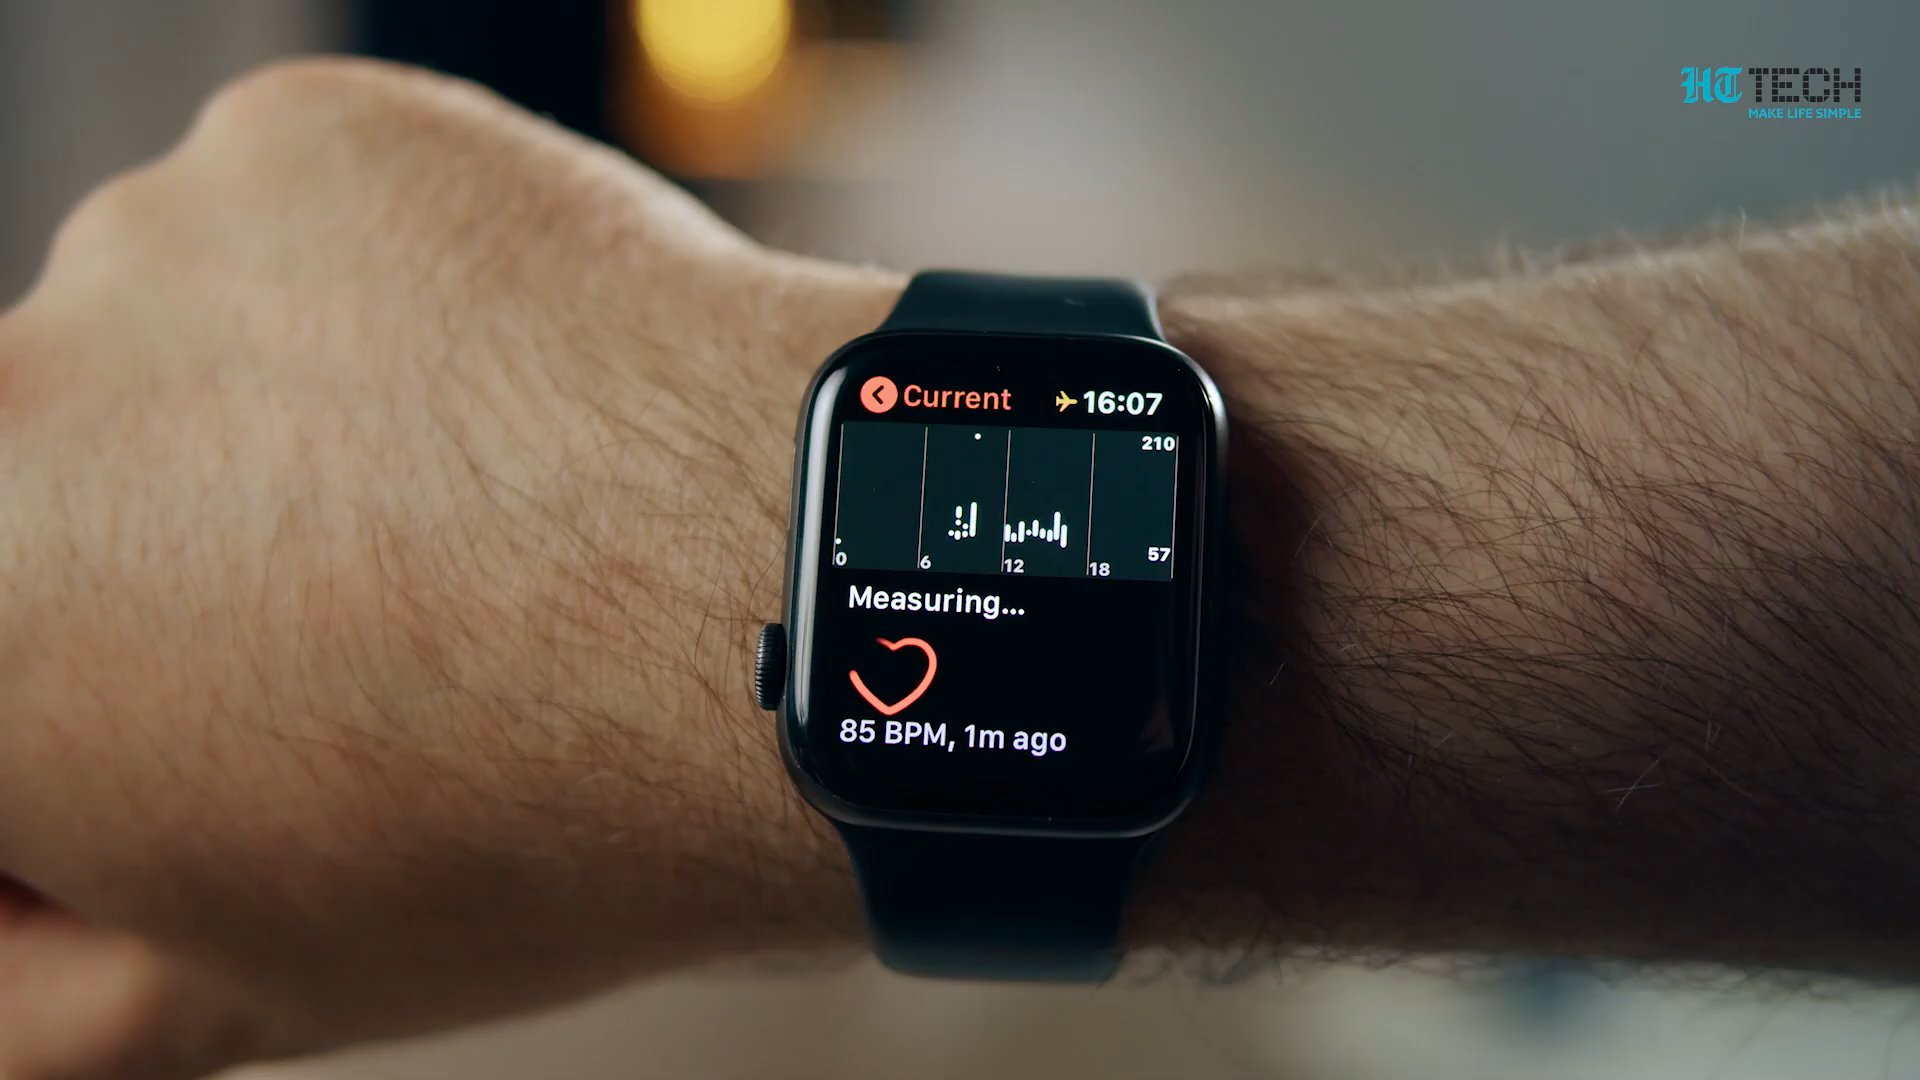 HT TECH
MAKE LIFE SIMPLE
Current 16:07
210
57
0 6 12 18
Measuring...
85 BPM, 1m ago